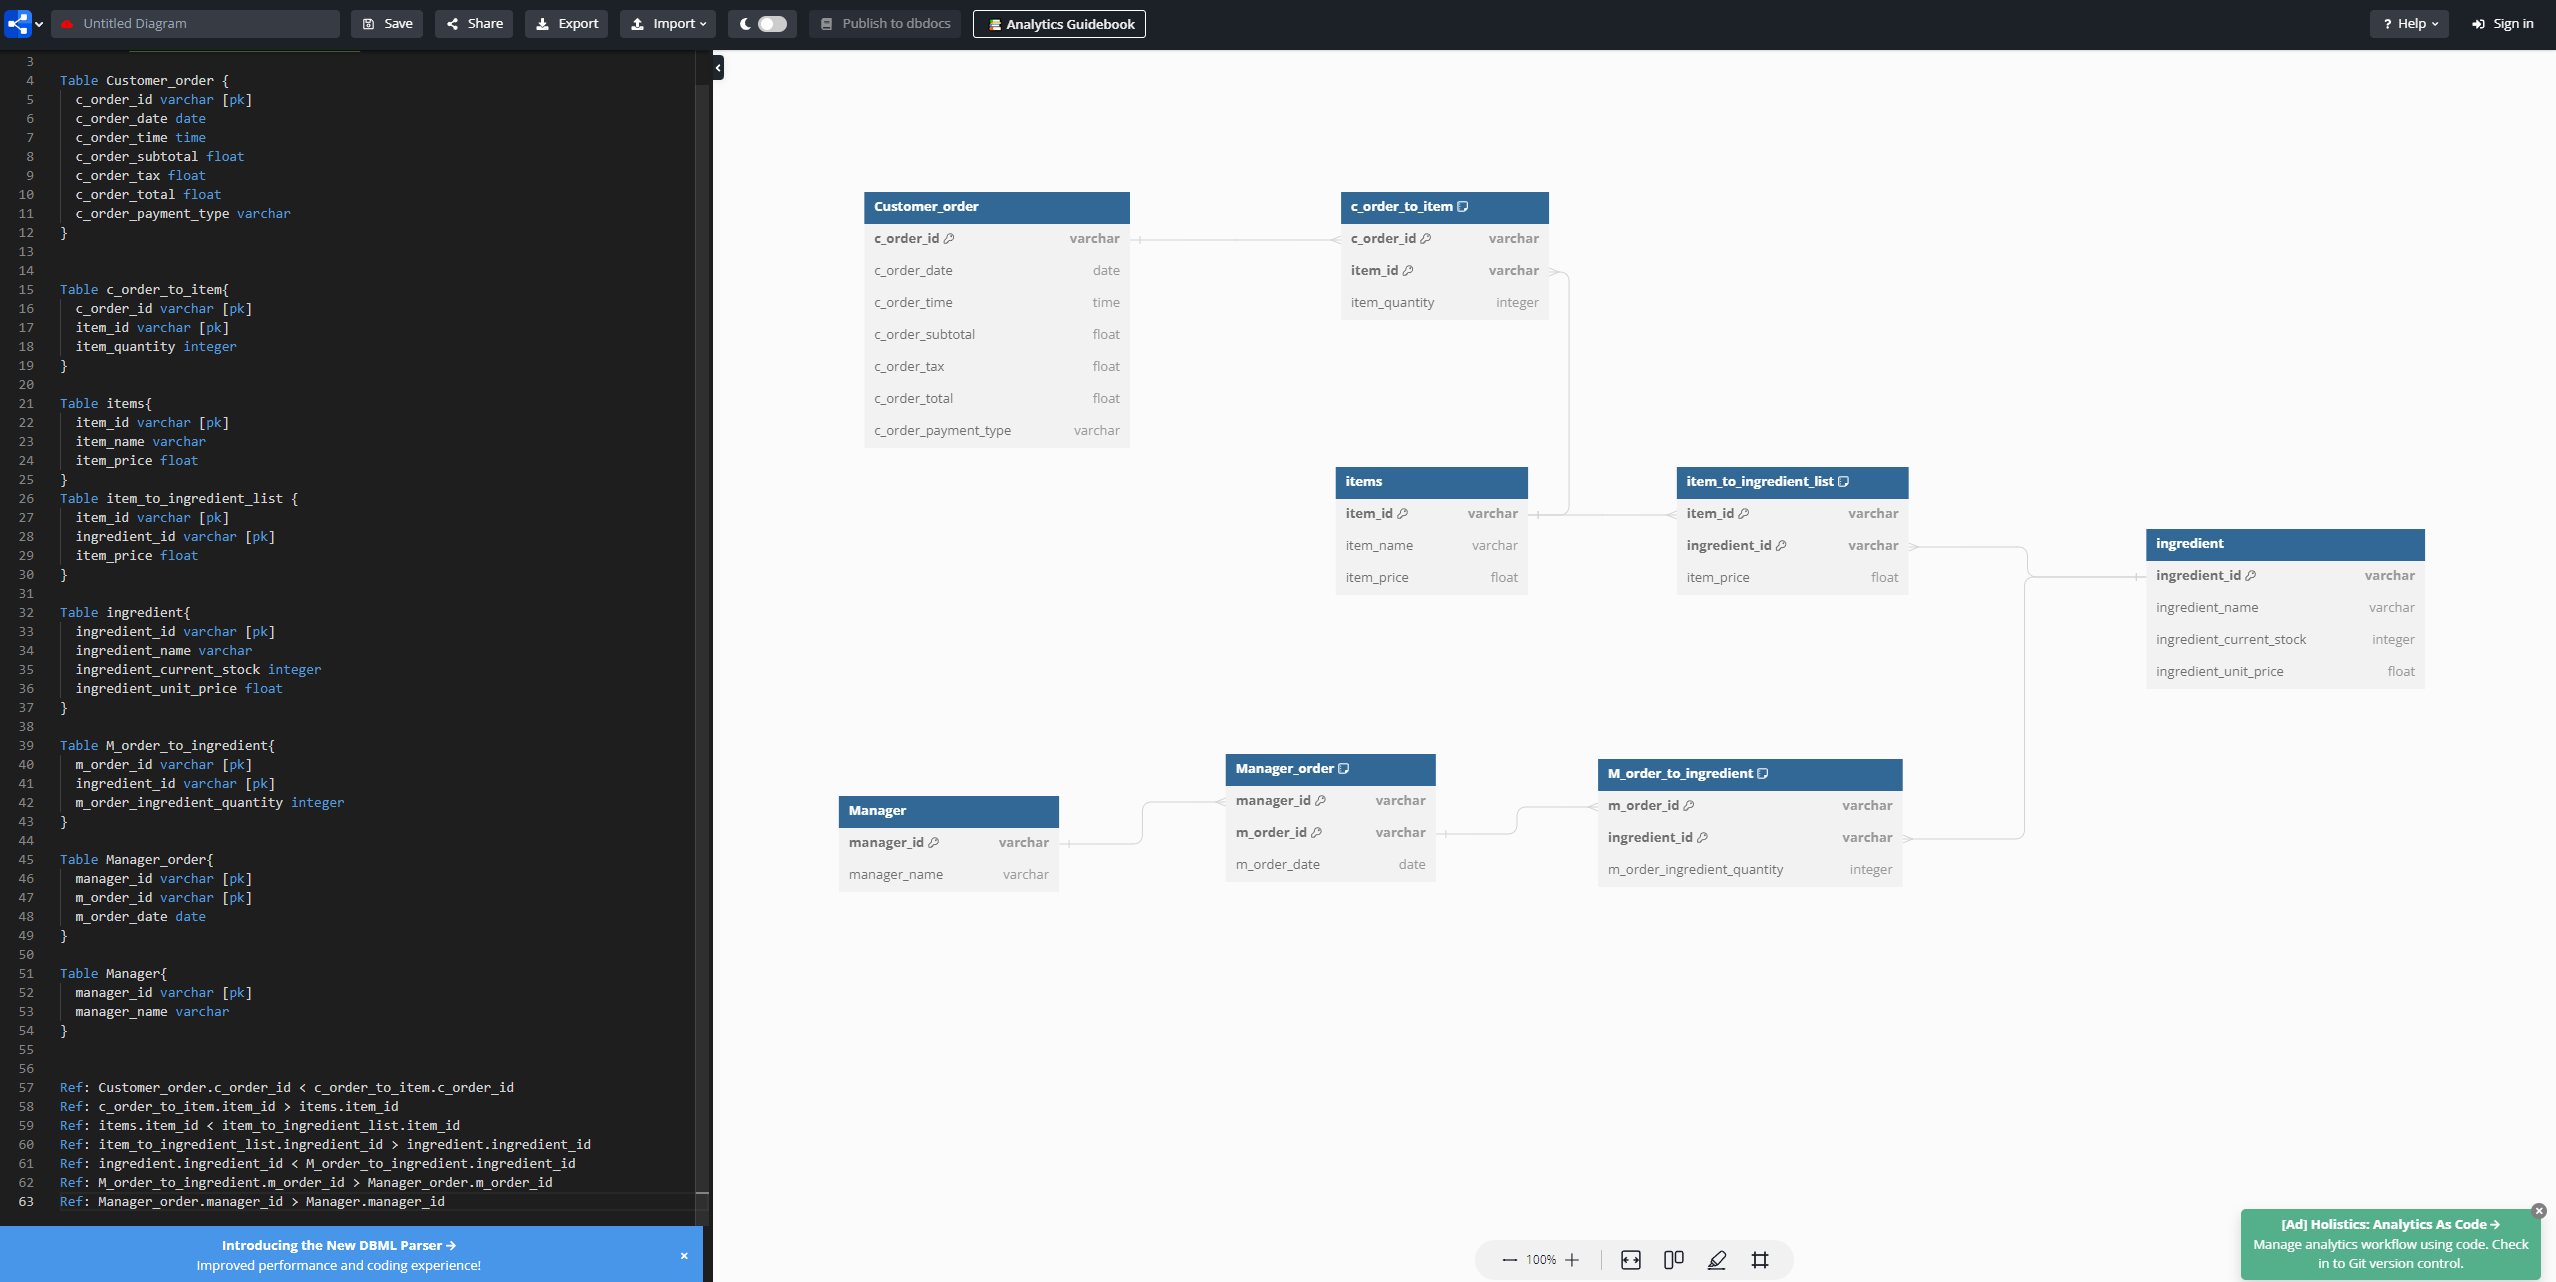 Untitled Diagram
Save
Share
Export
Import
Publish to dbdocs
Analytics Guidebook
? Help
Sign in
3
4 Table Customer_order {
5 c_order_id varchar [pk]
6 c_order_date date
7 c_order_time time
8 c_order_subtotal float
9 c_order_tax float
10 c_order_total float
11 c_order_payment_type varchar
12 }
13
14
15 Table c_order_to_item{
16 c_order_id varchar [pk]
17 item_id varchar [pk]
18 item_quantity integer
19 }
20
21 Table items{
22 item_id varchar [pk]
23 item_name varchar
24 item_price float
25 }
26 Table item_to_ingredient_list {
27 item_id varchar [pk]
28 ingredient_id varchar [pk]
29 item_price float
30 }
31
32 Table ingredient{
33 ingredient_id varchar [pk]
34 ingredient_name varchar
35 ingredient_current_stock integer
36 ingredient_unit_price float
37 }
38
39 Table M_order_to_ingredient{
40 m_order_id varchar [pk]
41 ingredient_id varchar [pk]
42 m_order_ingredient_quantity integer
43 }
44
45 Table Manager_order{
46 manager_id varchar [pk]
47 m_order_id varchar [pk]
48 m_order_date date
49 }
50
51 Table Manager{
52 manager_id varchar [pk]
53 manager_name varchar
54 }
55
56
57 Ref: Customer_order.c_order_id < c_order_to_item.c_order_id
58 Ref: c_order_to_item.item_id > items.item_id
59 Ref: items.item_id < item_to_ingredient_list.item_id
60 Ref: item_to_ingredient_list.ingredient_id > ingredient.ingredient_id
61 Ref: ingredient.ingredient_id < M_order_to_ingredient.ingredient_id
62 Ref: M_order_to_ingredient.m_order_id > Manager_order.m_order_id
63 Ref: Manager_order.manager_id > Manager.manager_id
Introducing the New DBML Parser →
Improved performance and coding experience!
×
Customer_order
c_order_id varchar
c_order_date date
c_order_time time
c_order_subtotal float
c_order_tax float
c_order_total float
c_order_payment_type varchar
c_order_to_item
c_order_id varchar
item_id varchar
item_quantity integer
items
item_id varchar
item_name varchar
item_price float
item_to_ingredient_list
item_id varchar
ingredient_id varchar
item_price float
ingredient
ingredient_id varchar
ingredient_name varchar
ingredient_current_stock integer
ingredient_unit_price float
Manager
manager_id varchar
manager_name varchar
Manager_order
manager_id varchar
m_order_id varchar
m_order_date date
M_order_to_ingredient
m_order_id varchar
ingredient_id varchar
m_order_ingredient_quantity integer
100%
[Ad] Holistics: Analytics As Code →
Manage analytics workflow using code. Check
in to Git version control.